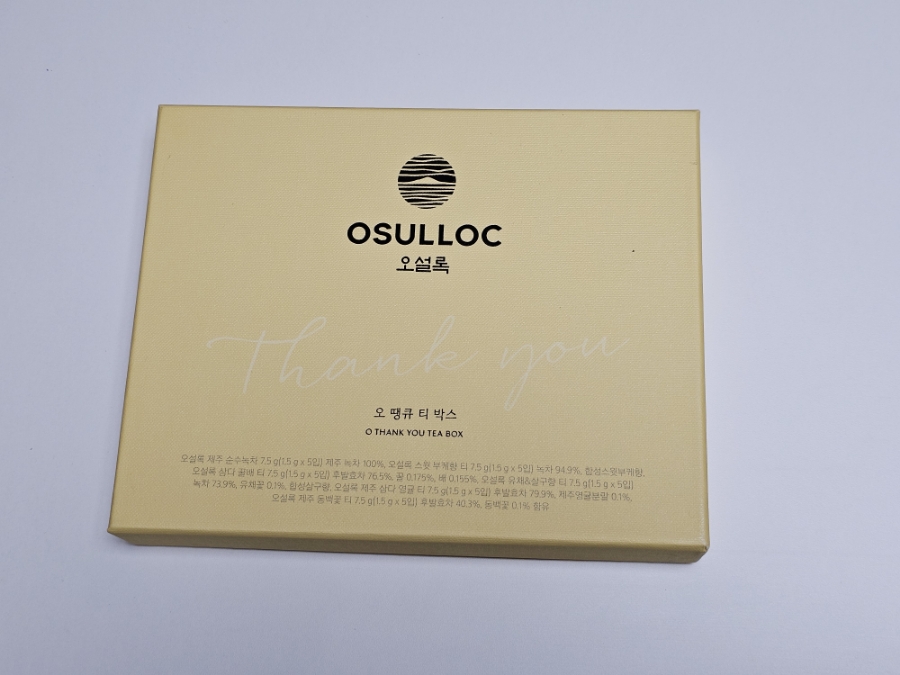 OSULLOC
오설록
Thank you
오 땡큐 티 박스
O THANK YOU TEA BOX
오설록 제주 순수녹차 7.5 g(1.5 g x 5입) 제주 녹차 100%, 오설록 스윗 부케향 티 7.5 g(1.5 g x 5입) 녹차 94.9%, 합성스윗부케향,
오설록 삼다 꿀배 티 7.5 g(1.5 g x 5입) 후발효차 76.5%, 꿀 0.175%, 배 0.155%, 오설록 유채&살구향 티 7.5 g(1.5 g x 5입)
녹차 73.9%, 유채꽃 0.1%, 합성살구향, 오설록 제주 삼다 영귤 티 7.5 g(1.5 g x 5입) 후발효차 79.9%, 제주영귤분말 0.1%,
오설록 제주 동백꽃 티 7.5 g(1.5 g x 5입) 후발효차 40.3%, 동백꽃 0.1% 함유